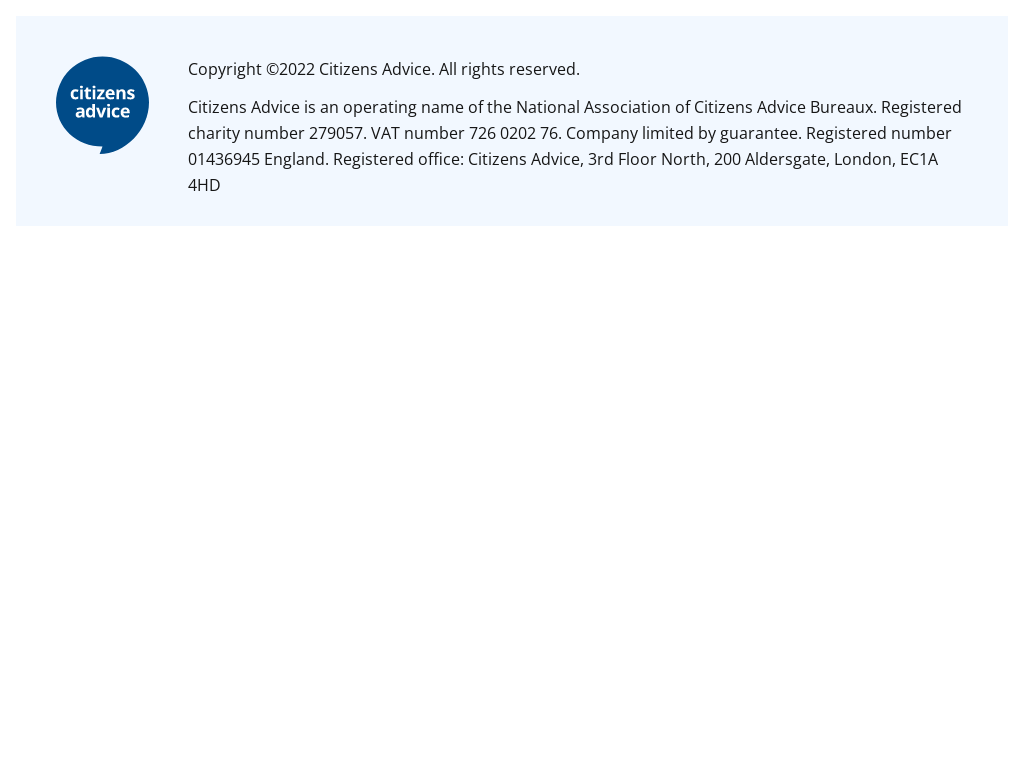 citizens
advice
Copyright ©2022 Citizens Advice. All rights reserved.
Citizens Advice is an operating name of the National Association of Citizens Advice Bureaux. Registered
charity number 279057. VAT number 726 0202 76. Company limited by guarantee. Registered number
01436945 England. Registered office: Citizens Advice, 3rd Floor North, 200 Aldersgate, London, EC1A
4HD